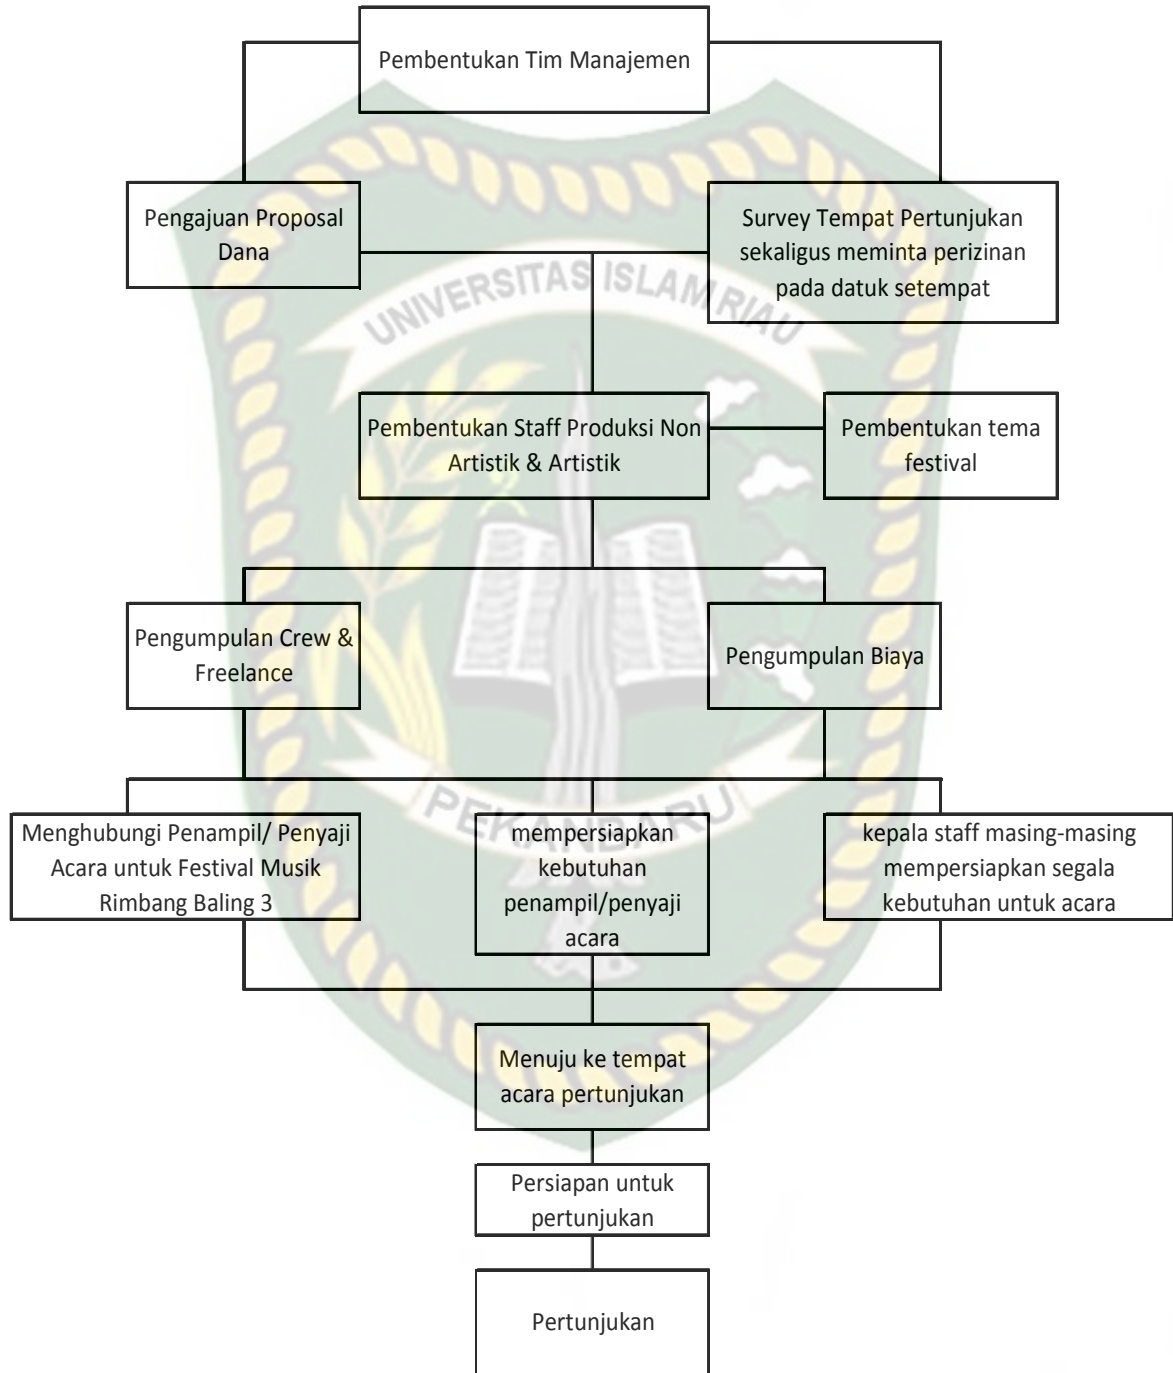 Pembentukan Tim Manajemen
Pengajuan Proposal
Dana
Survey Tempat Pertunjukan
sekaligus meminta perizinan
pada datuk setempat
UNIVERSITAS ISLAM RIAU
Pembentukan Staff Produksi Non
Artistik & Artistik
Pembentukan tema
festival
Pengumpulan Crew &
Freelance
Pengumpulan Biaya
PEKANBARU
Menghubungi Penampil/ Penyaji
Acara untuk Festival Musik
Rimbang Baling 3
mempersiapkan
kebutuhan
penampil/penyaji
acara
kepala staff masing-masing
mempersiapkan segala
kebutuhan untuk acara
Menuju ke tempat
acara pertunjukan
Persiapan untuk
pertunjukan
Pertunjukan